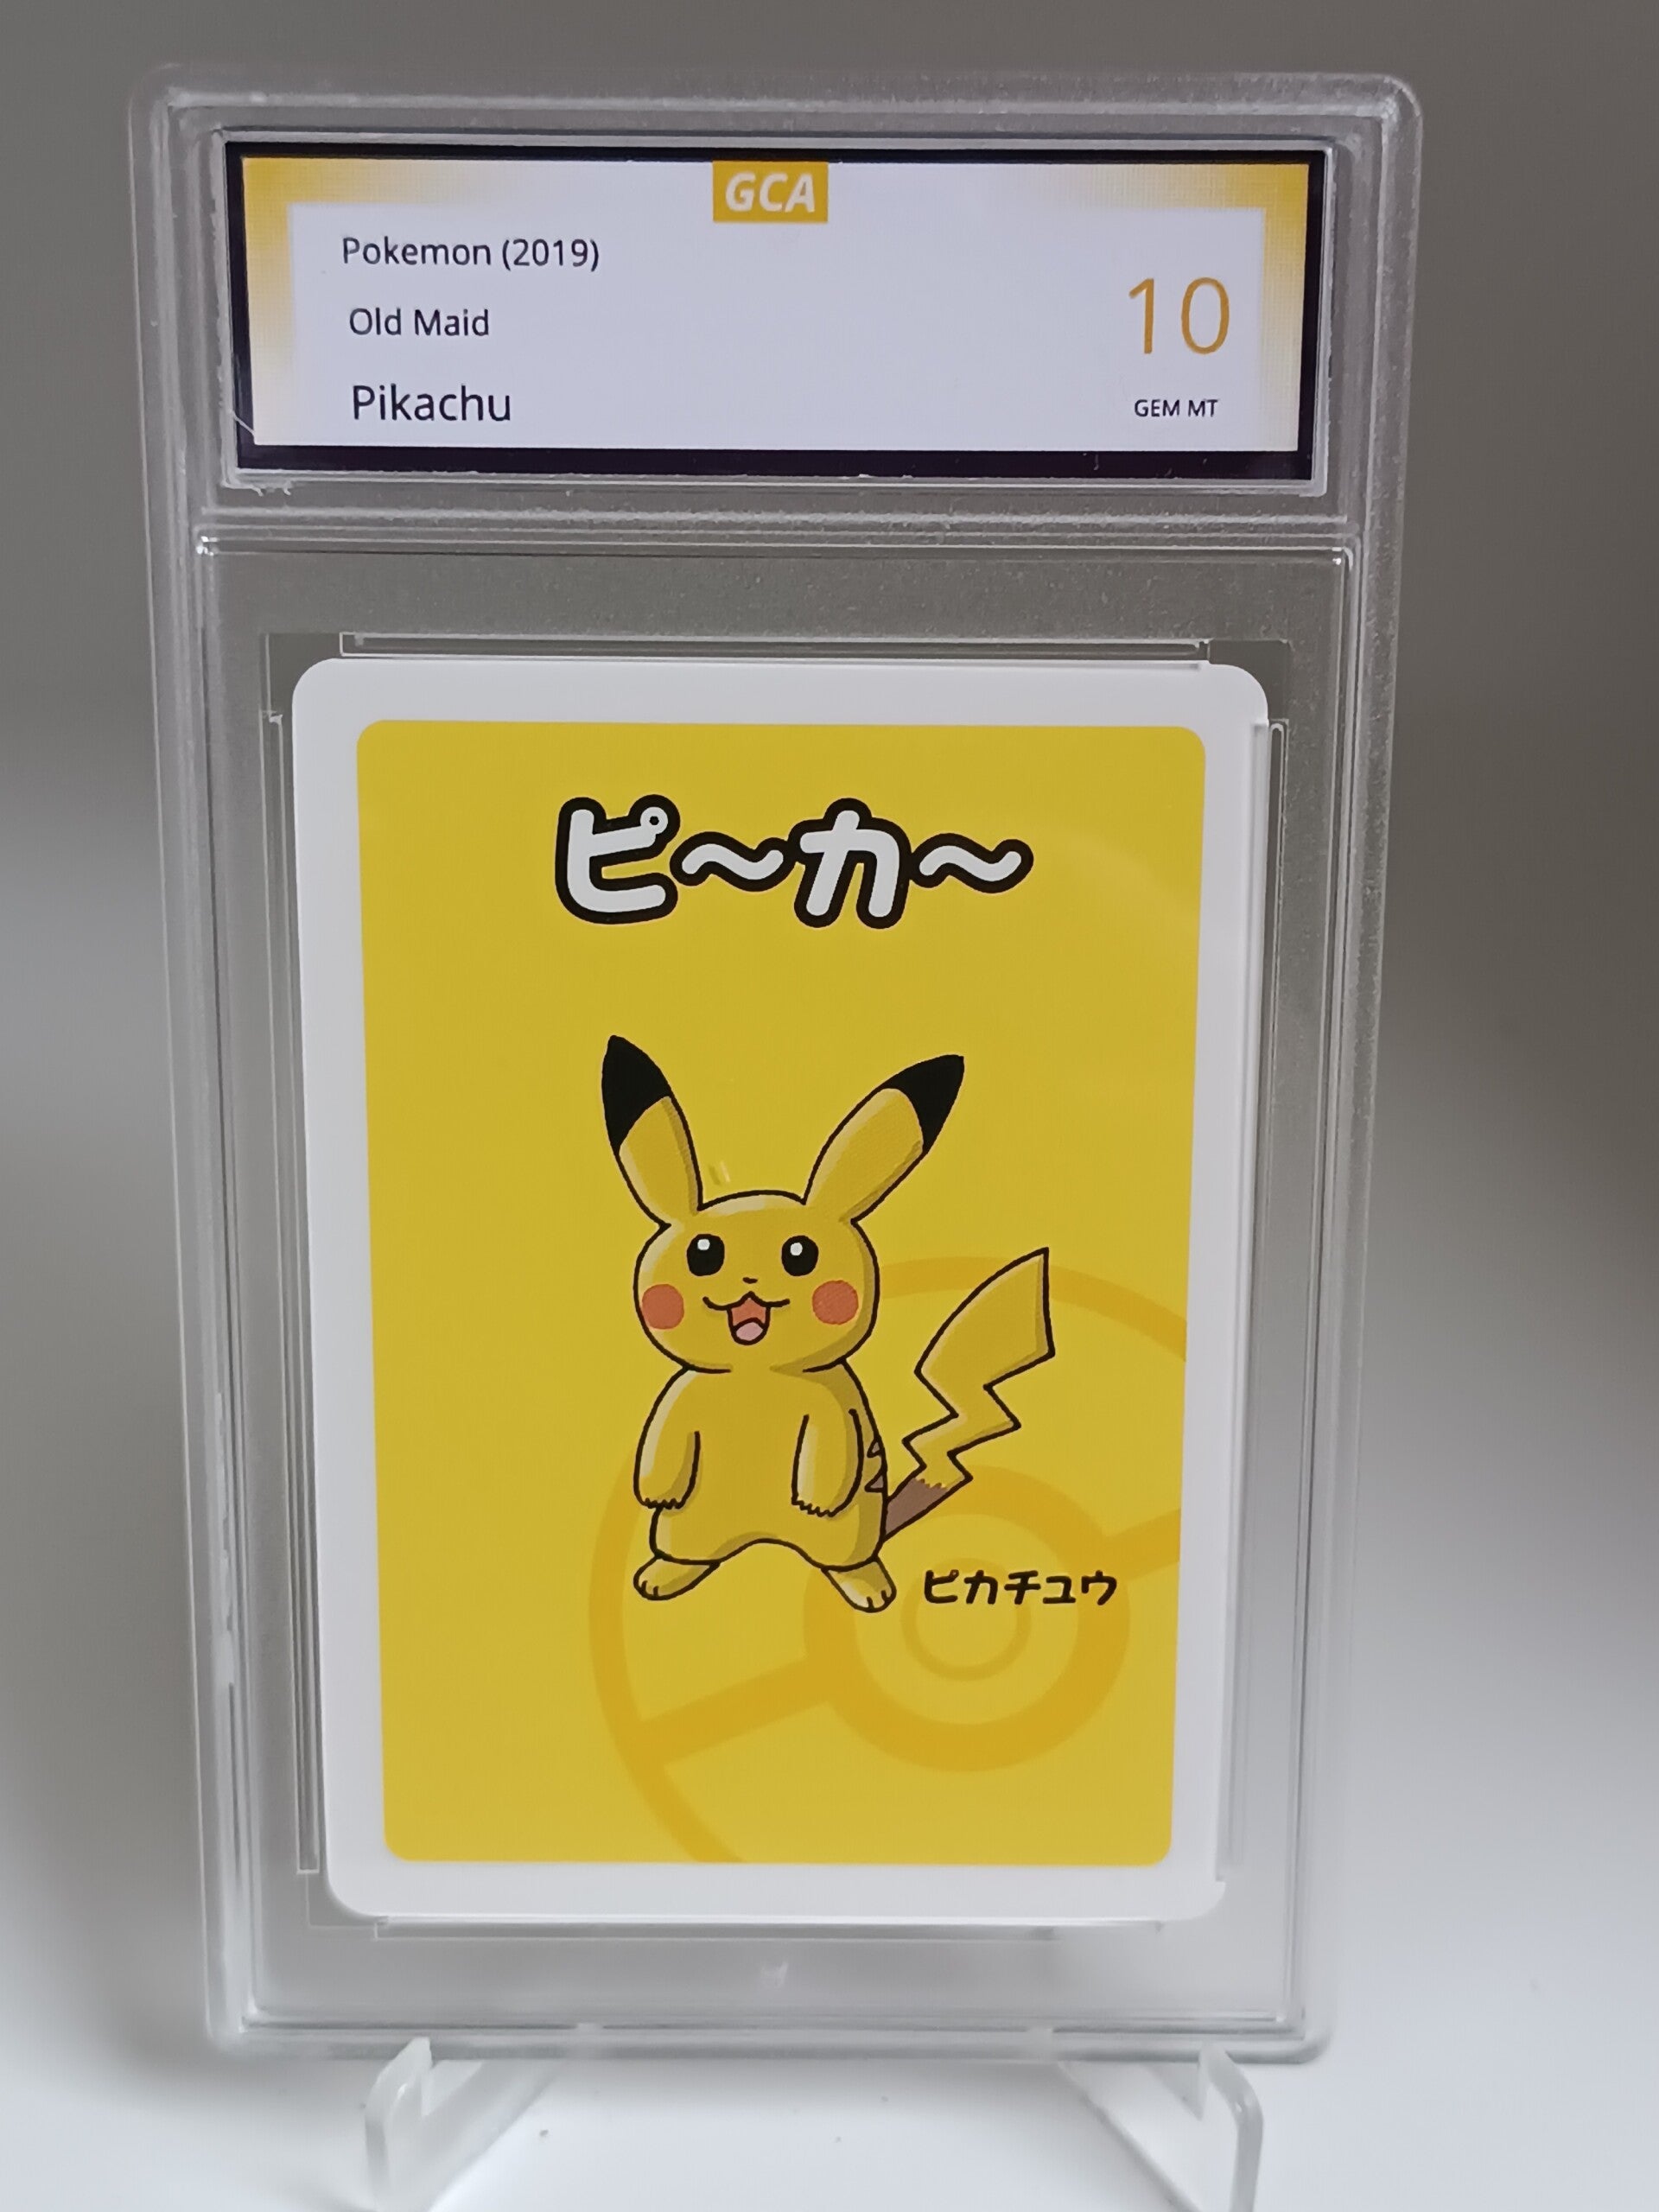 GCA
Pokemon (2019)
Old Maid
Pikachu
10
GEM MT
ピ〜カ〜
ピカチュウ